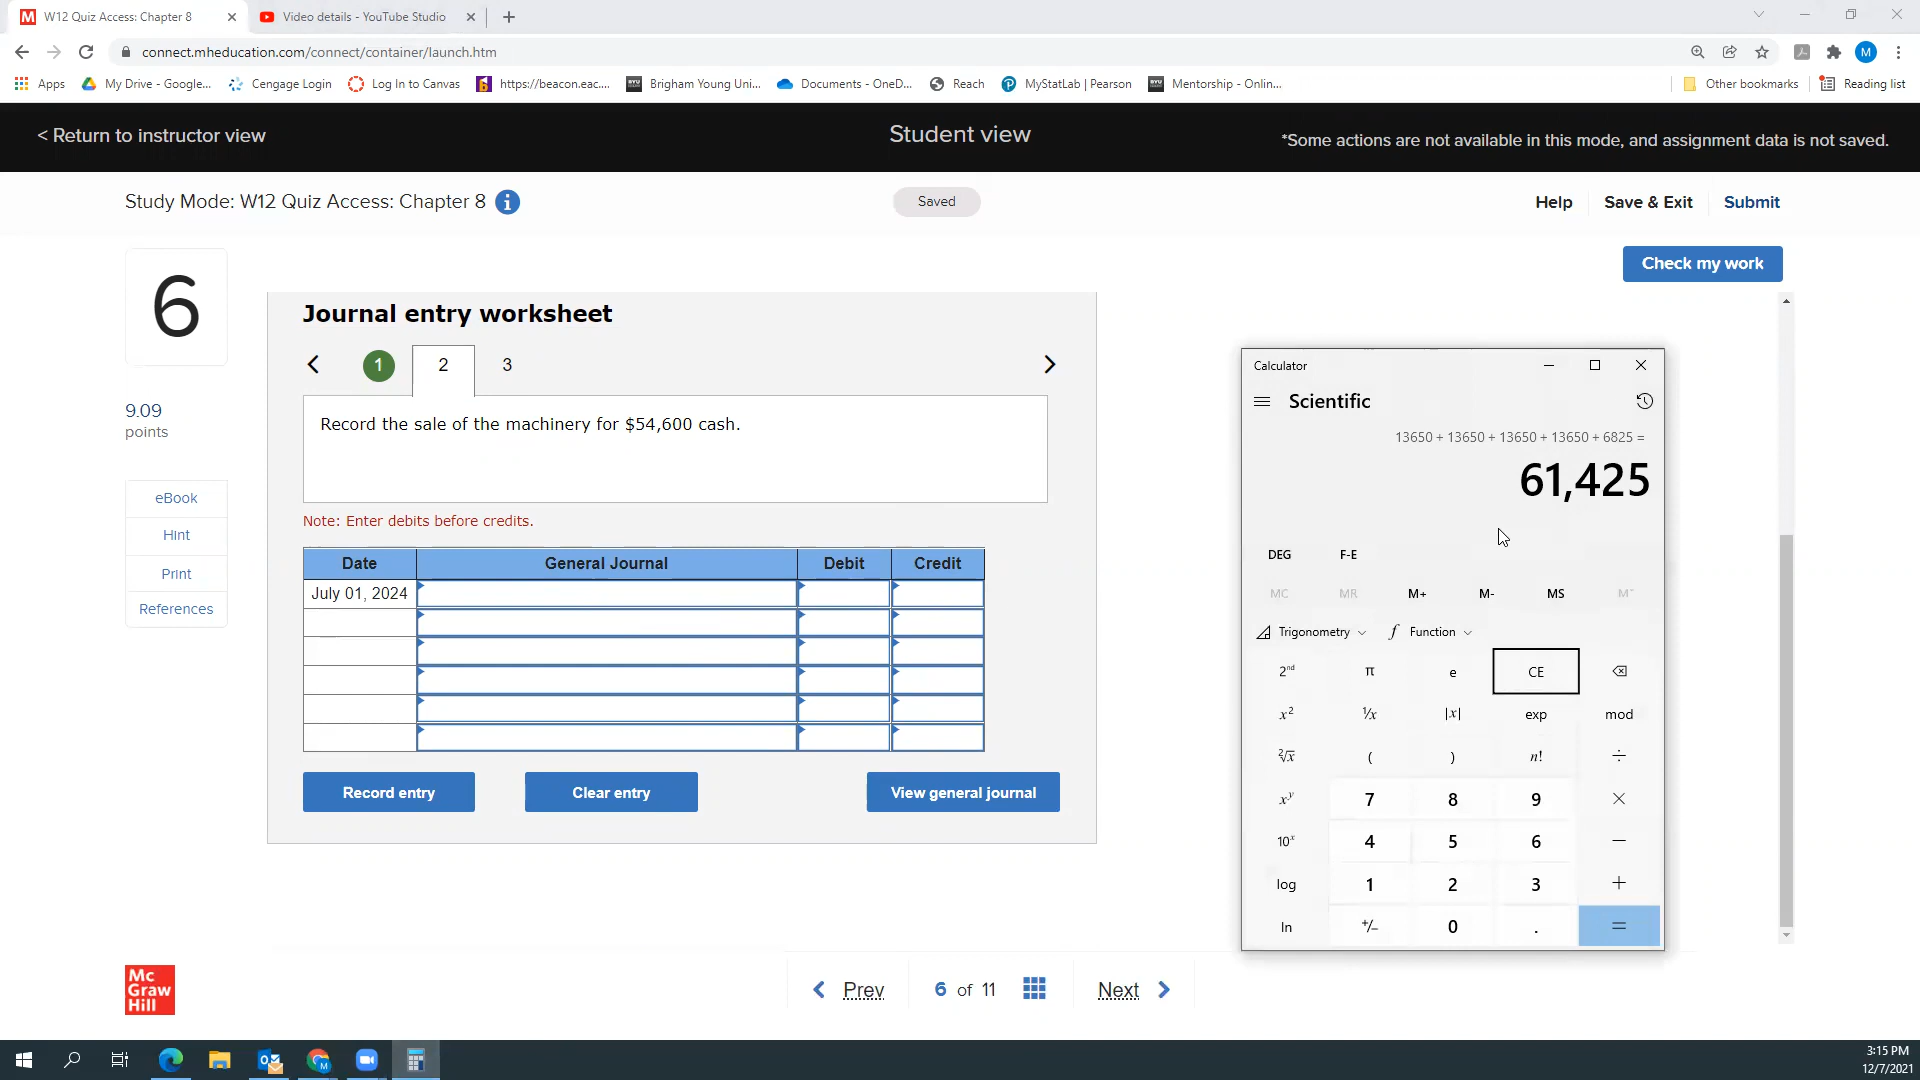 W12 Quiz Access: Chapter 8
Video details - YouTube Studio
connect.mheducation.com/connect/container/launch.htm
M
Apps
My Drive - Google...
Cengage Login
Log In to Canvas
https://beacon.eac....
Brigham Young Uni...
Documents - OneD...
Reach
MyStatLab | Pearson
Mentorship - Onlin...
Other bookmarks
Reading list
< Return to instructor view
Student view
*Some actions are not available in this mode, and assignment data is not saved.
Study Mode: W12 Quiz Access: Chapter 8
Saved
Help
Save & Exit
Submit
Check my work
6
9.09
points
eBook
Hint
Print
References
Journal entry worksheet
1
2
3
Record the sale of the machinery for $54,600 cash.
Note: Enter debits before credits.
Date General Journal Debit Credit
July 01, 2024
Record entry
Clear entry
View general journal
Calculator
Scientific
13650 + 13650 + 13650 + 13650 + 6825 =
61,425
DEG F-E
MC MR M+ M- MS M˅
Trigonometry Function
2ⁿᵈ π e CE
x² ¹/x |x| exp mod
²√x ( ) n! ÷
xʸ 7 8 9 ×
10ˣ 4 5 6 −
log 1 2 3 +
ln +/− 0 . =
Mc
Graw
Hill
Prev
6 of 11
Next
3:15 PM
12/7/2021